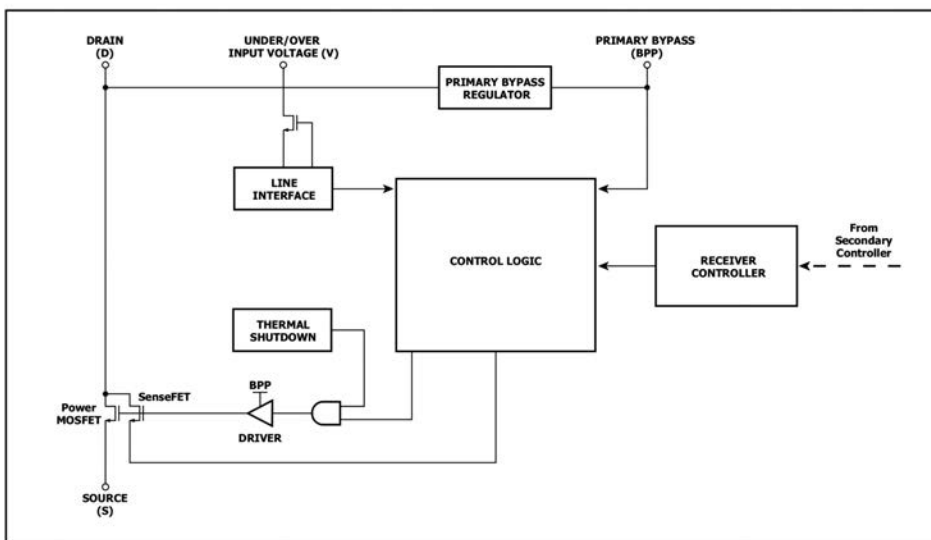 DRAIN
(D)
UNDER/OVER
INPUT VOLTAGE (V)
PRIMARY BYPASS
(BPP)
PRIMARY BYPASS
REGULATOR
LINE
INTERFACE
CONTROL LOGIC
RECEIVER
CONTROLLER
From
Secondary
Controller
THERMAL
SHUTDOWN
BPP
SenseFET
Power
MOSFET
DRIVER
SOURCE
(S)